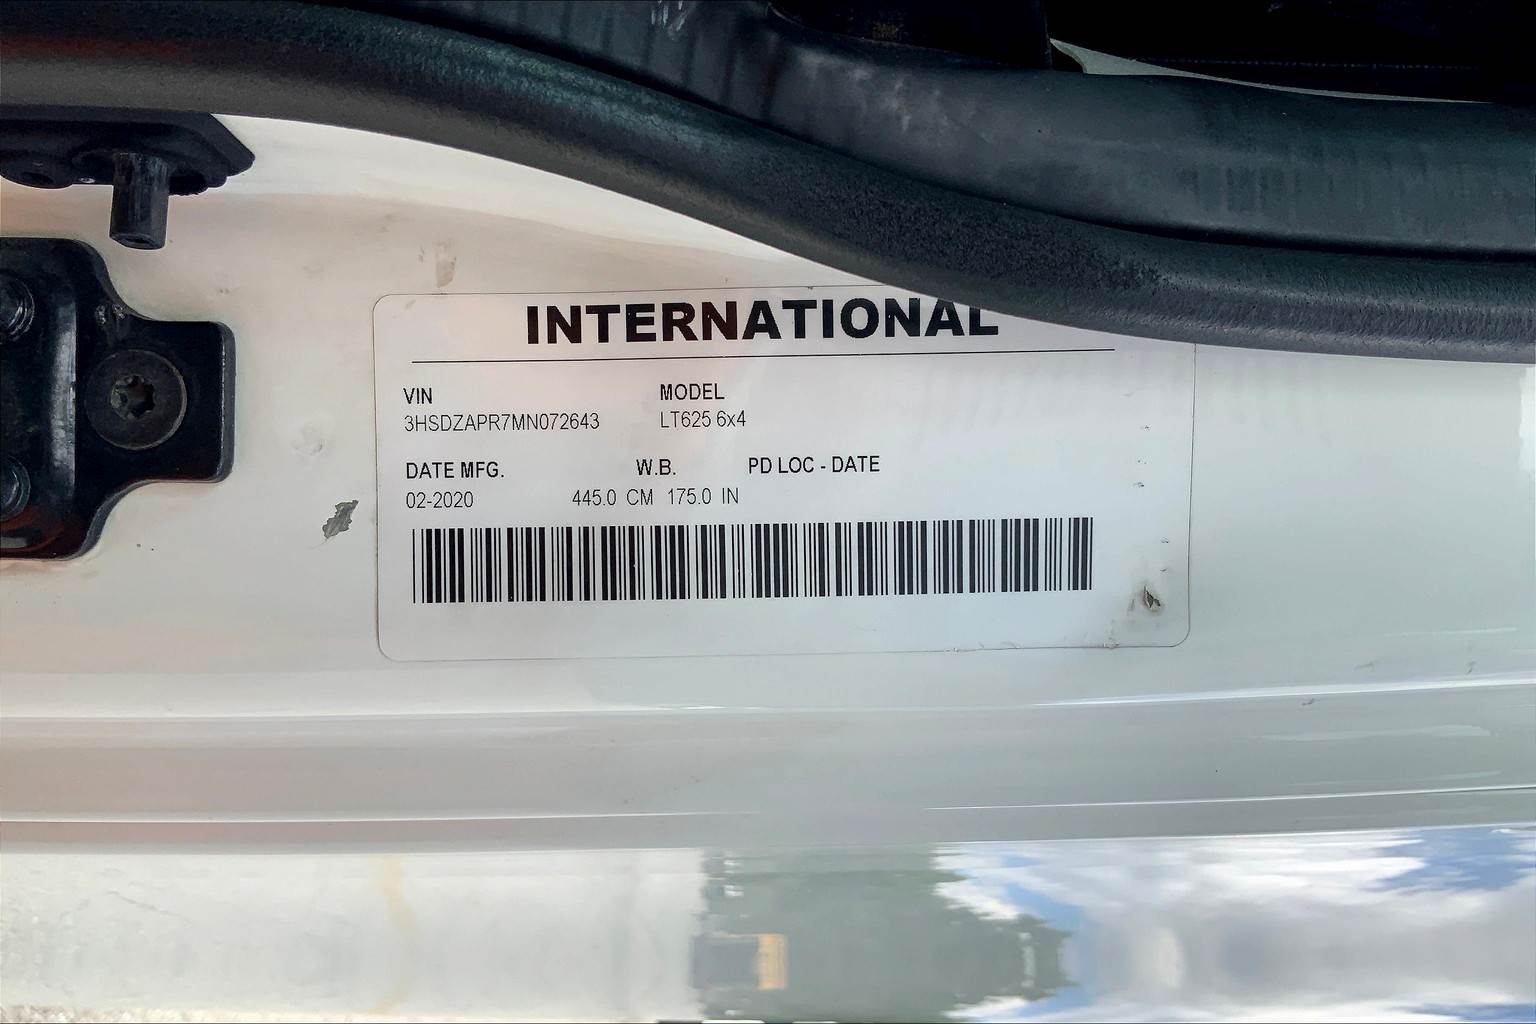 INTERNATIONAL
VIN MODEL
3HSDZAPR7MN072643 LT625 6x4
DATE MFG. W.B. PD LOC - DATE
02-2020 445.0 CM 175.0 IN